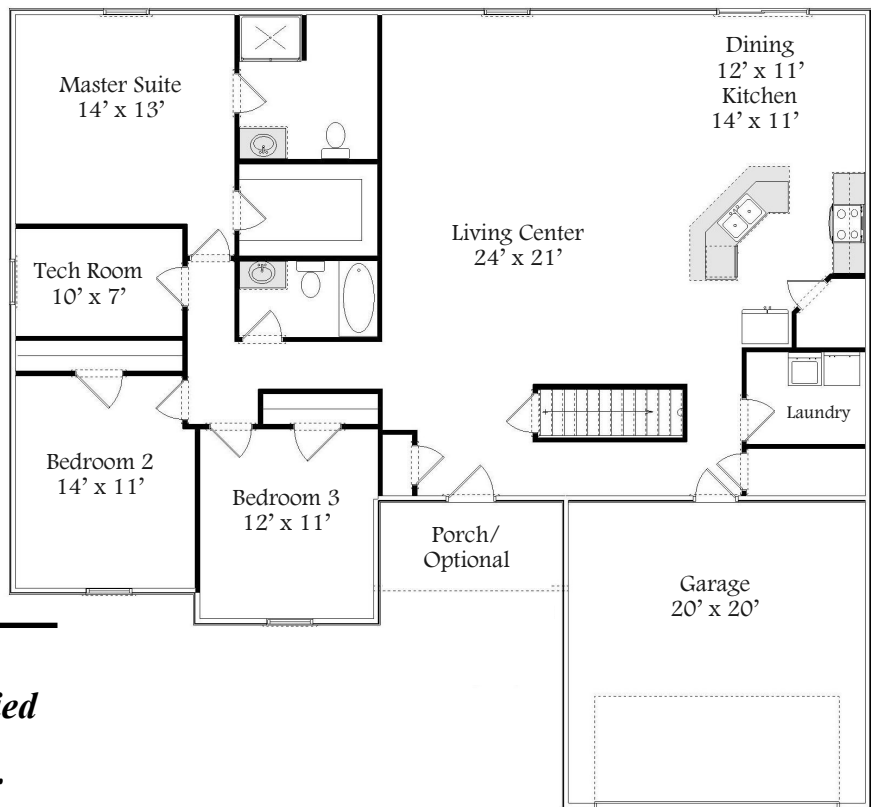 Master Suite
14’ x 13’
Dining
12’ x 11’
Kitchen
14’ x 11’
Living Center
24’ x 21’
Tech Room
10’ x 7’
Laundry
Bedroom 2
14’ x 11’
Bedroom 3
12’ x 11’
Porch/
Optional
Garage
20’ x 20’